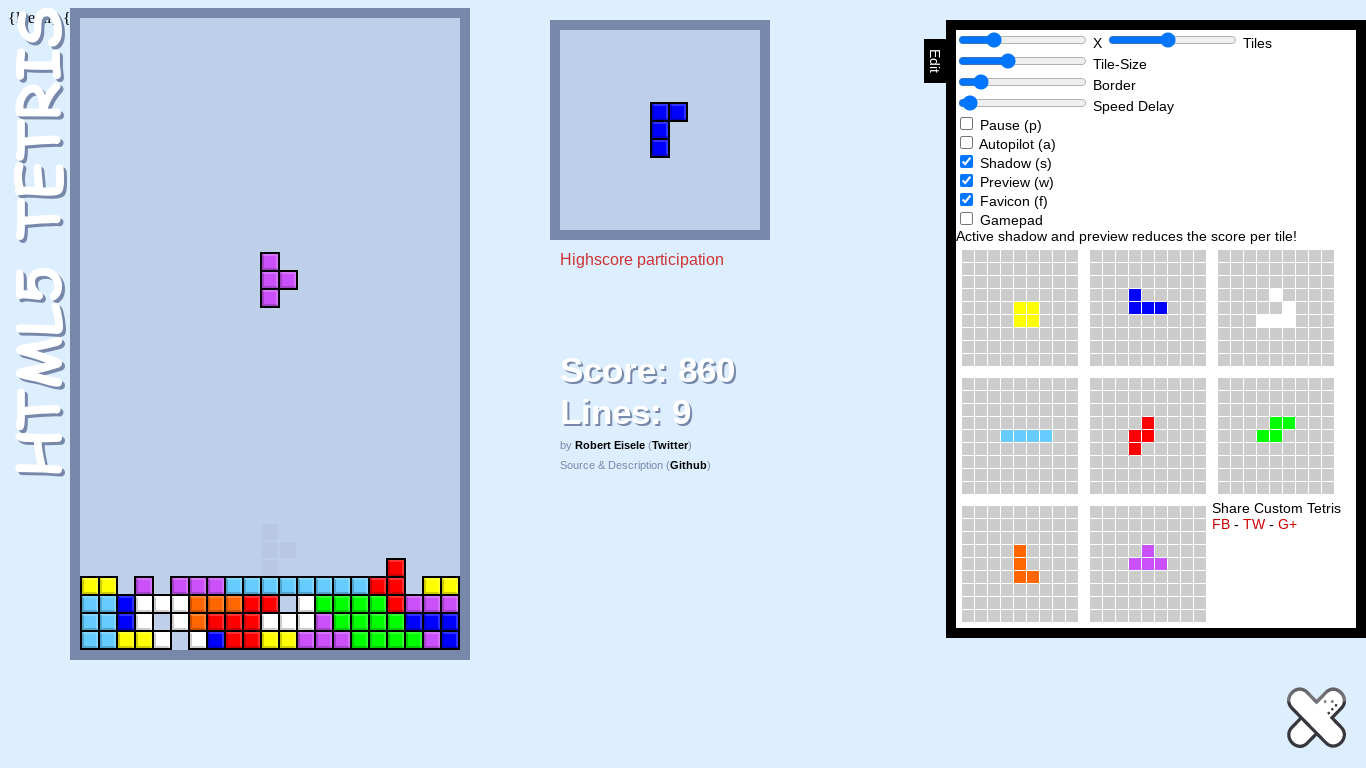 HTML5 TETRIS
Highscore participation
Score: 860
Lines: 9
by Robert Eisele (Twitter)
Source & Description (Github)
Edit
X Tiles
Tile-Size
Border
Speed Delay
Pause (p)
Autopilot (a)
Shadow (s)
Preview (w)
Favicon (f)
Gamepad
Active shadow and preview reduces the score per tile!
Share Custom Tetris
FB - TW - G+